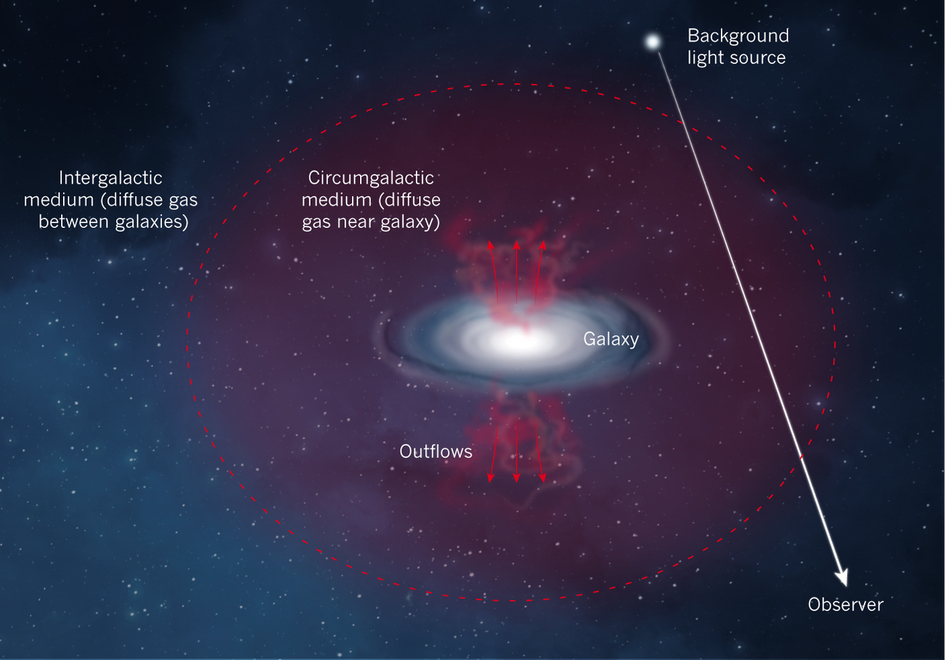 Background
light source
Intergalactic
medium (diffuse gas
between galaxies)
Circumgalactic
medium (diffuse
gas near galaxy)
Galaxy
Outflows
Observer